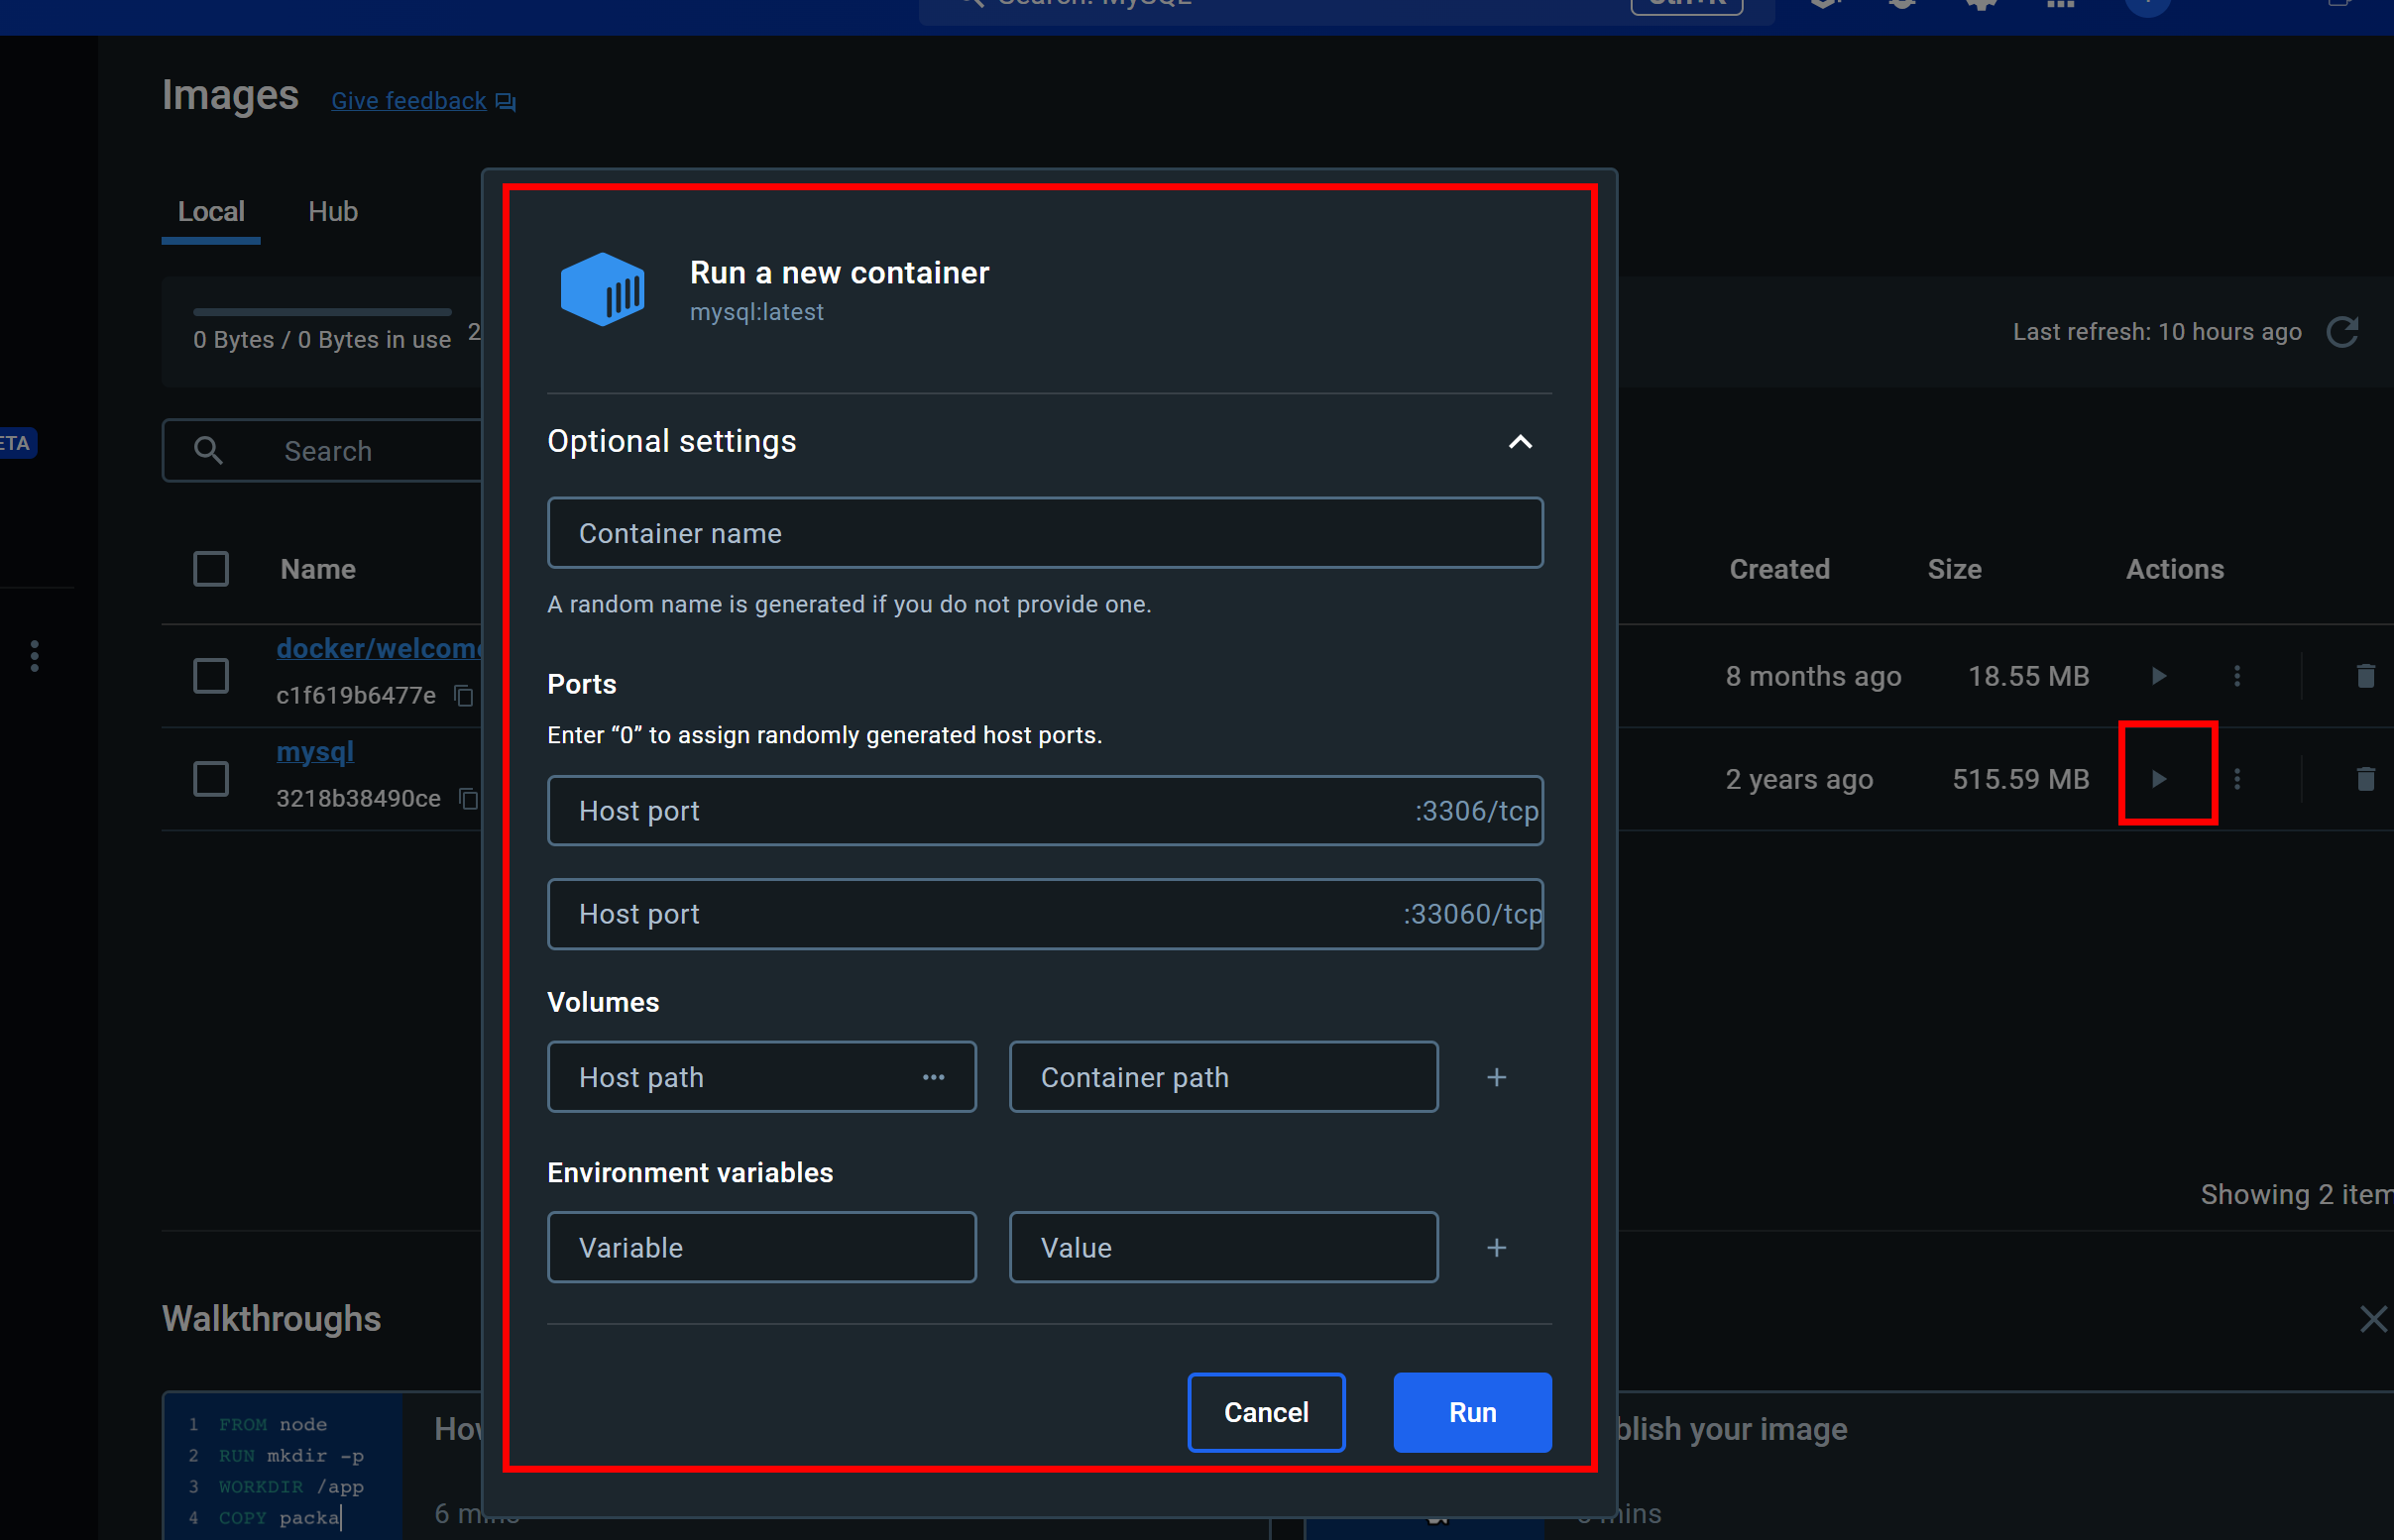 Search: MySQL
Ctrl+K
Images
Give feedback
Local
Hub
0 Bytes / 0 Bytes in use
2
Last refresh: 10 hours ago
ETA
Search
Name
Created
Size
Actions
docker/welcome
c1f619b6477e
8 months ago
18.55 MB
mysql
3218b38490ce
2 years ago
515.59 MB
Run a new container
mysql:latest
Optional settings
Container name
A random name is generated if you do not provide one.
Ports
Enter “0” to assign randomly generated host ports.
Host port
:3306/tcp
Host port
:33060/tcp
Volumes
Host path
Container path
Environment variables
Variable
Value
Cancel
Run
Showing 2 item
Walkthroughs
1 FROM node
2 RUN mkdir -p
3 WORKDIR /app
4 COPY packa
How
6 mins
blish your image
mins